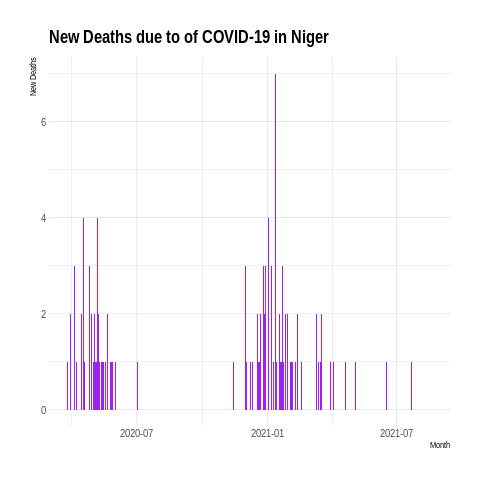 New Deaths due to of COVID-19 in Niger
New Deaths
6
4
2
0
2020-07 2021-01 2021-07
Month